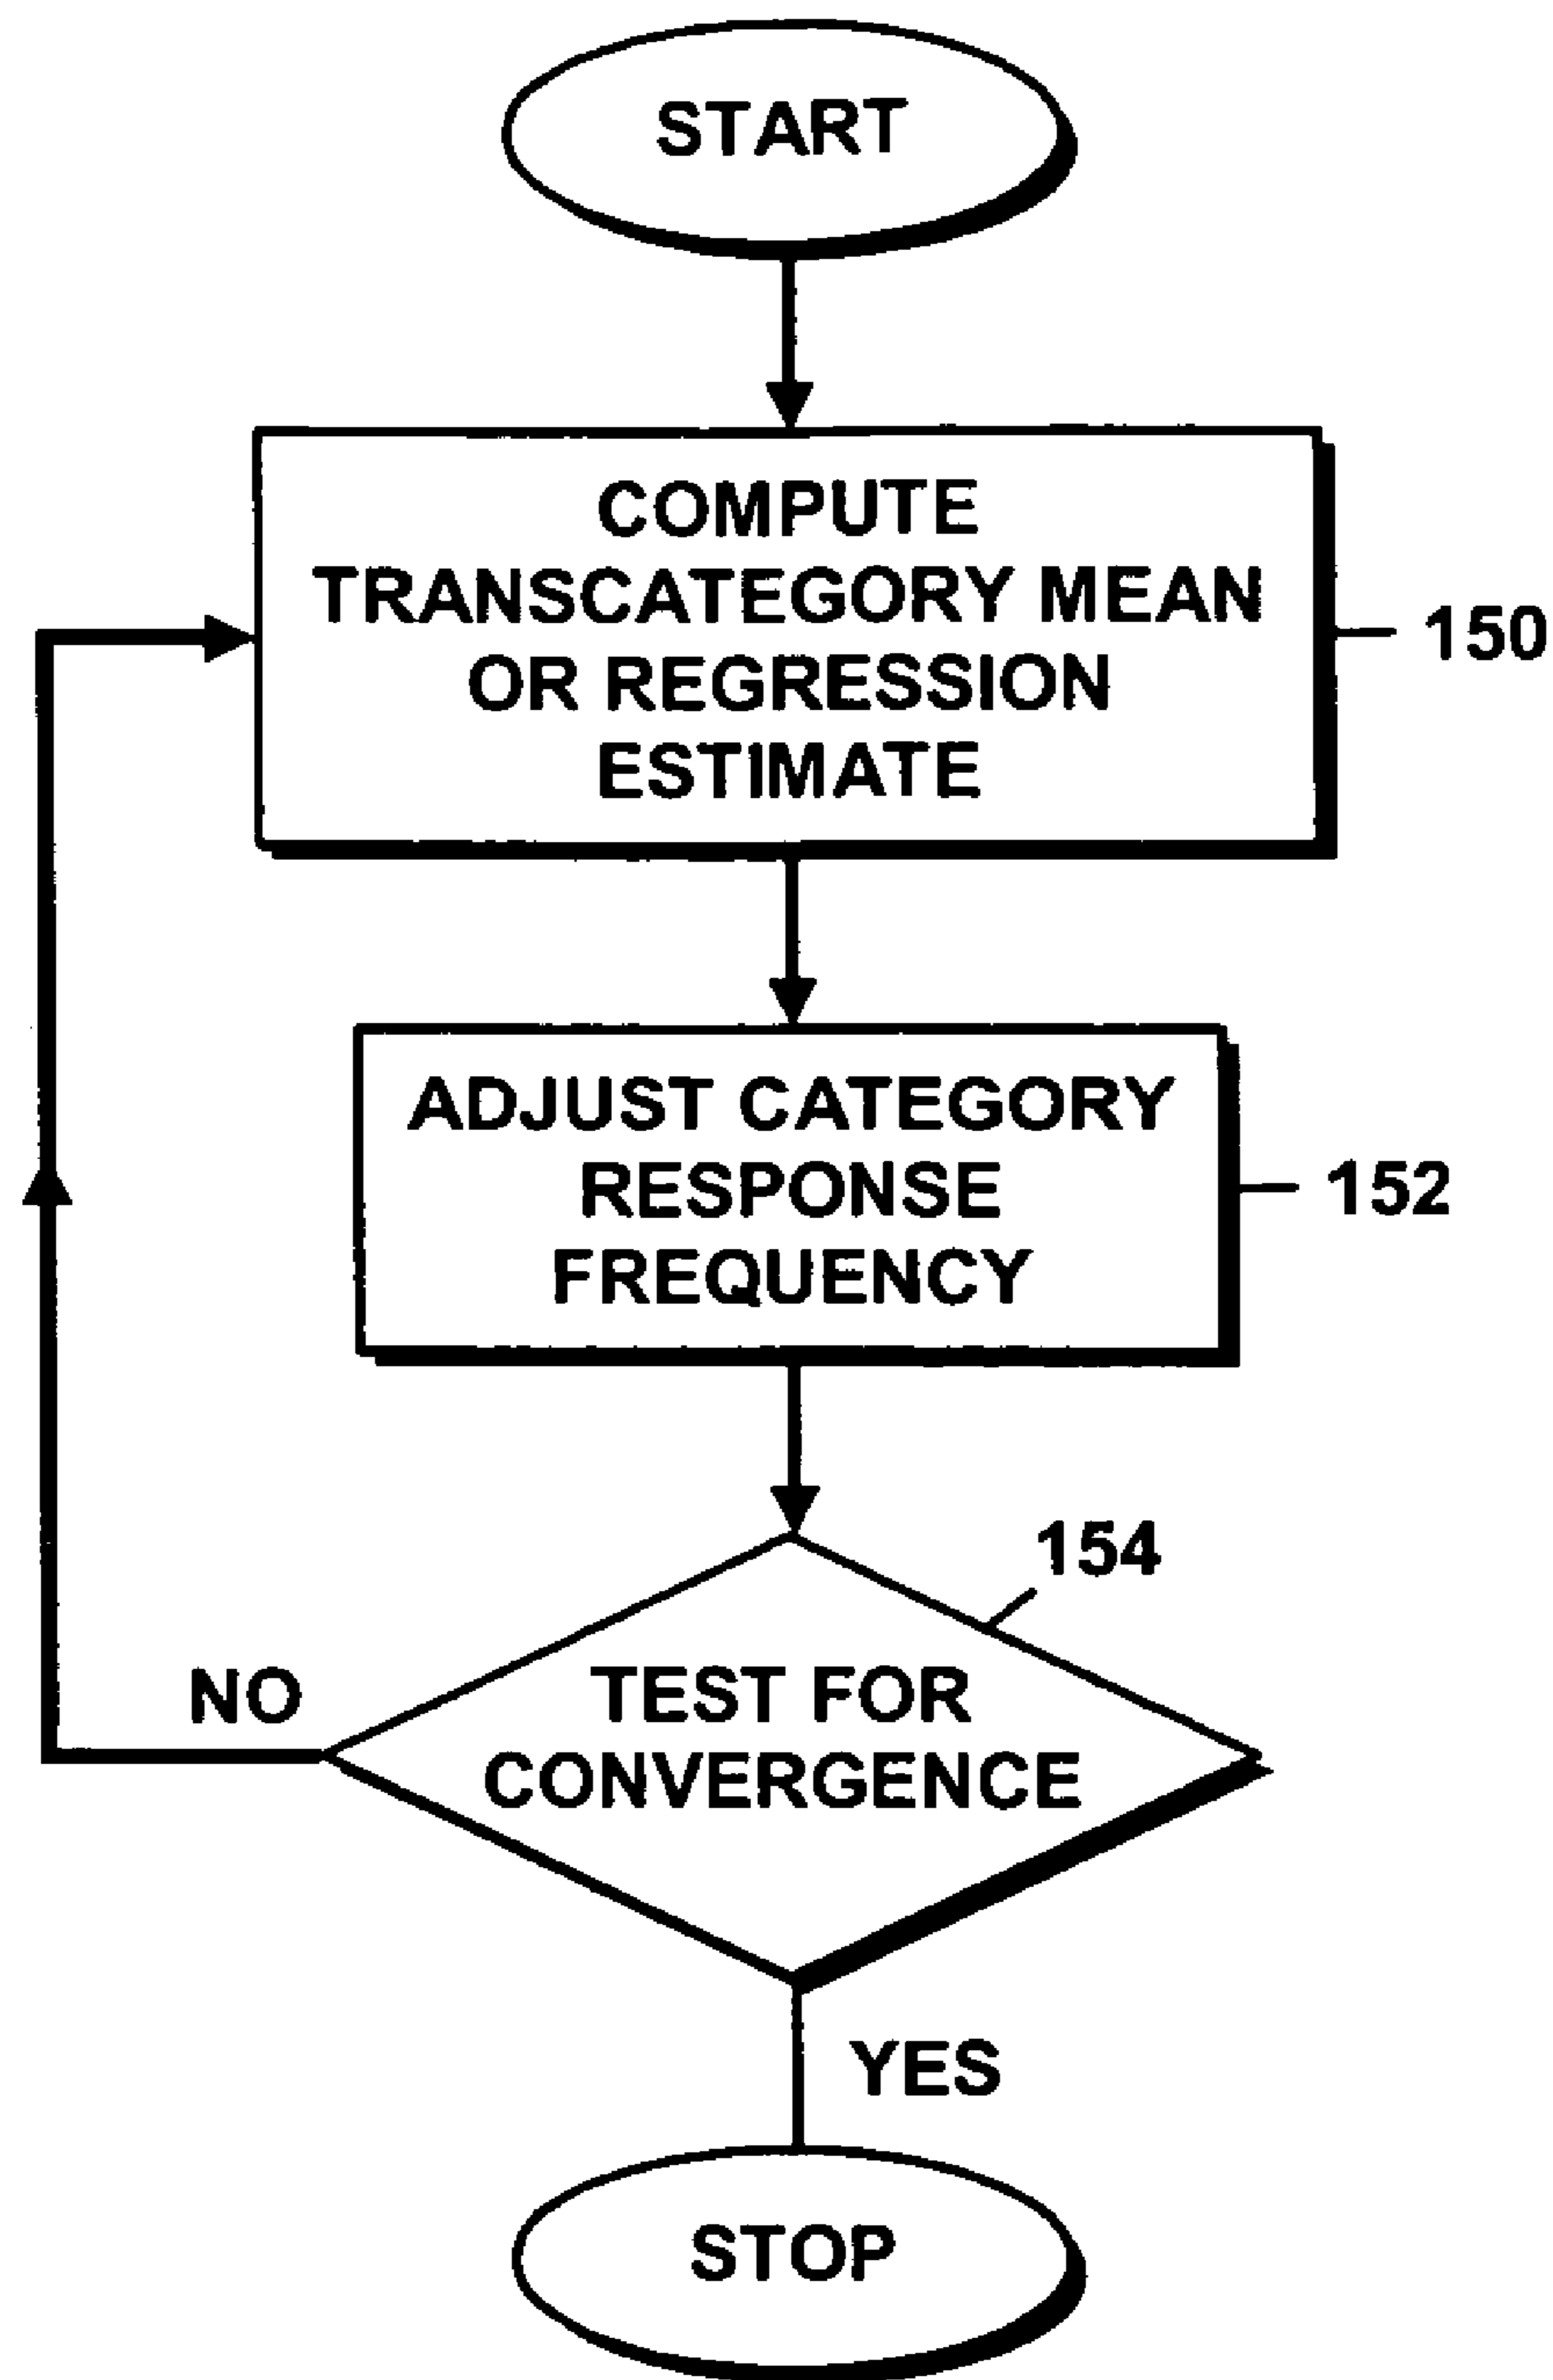 START
COMPUTE
TRANSCATEGORY MEAN
OR REGRESSION
ESTIMATE
150
ADJUST CATEGORY
RESPONSE
FREQUENCY
152
154
NO
TEST FOR
CONVERGENCE
YES
STOP